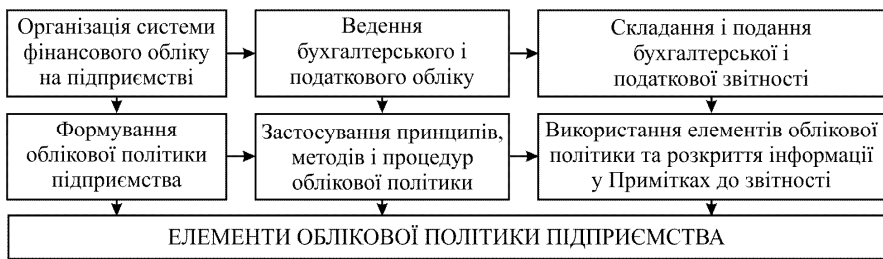 Організація системи
фінансового обліку
на підприємстві
Ведення
бухгалтерського і
податкового обліку
Складання і подання
бухгалтерської і
податкової звітності
Формування
облікової політики
підприємства
Застосування принципів,
методів і процедур
облікової політики
Використання елементів облікової
політики та розкриття інформації
у Примітках до звітності
ЕЛЕМЕНТИ ОБЛІКОВОЇ ПОЛІТИКИ ПІДПРИЄМСТВА